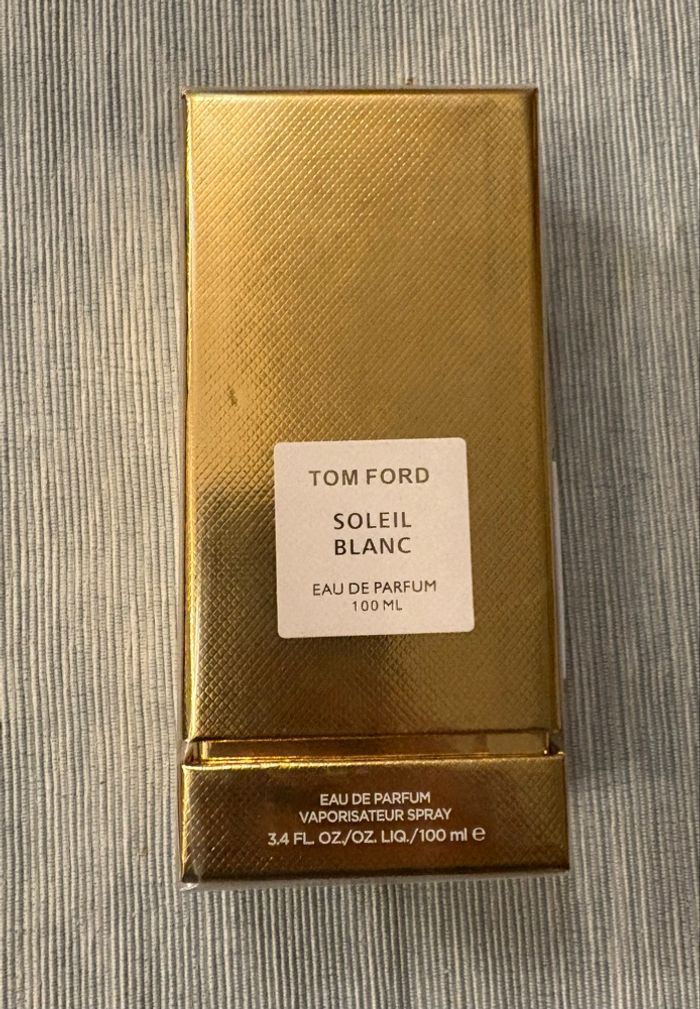 TOM FORD
SOLEIL
BLANC
EAU DE PARFUM
100 ML
EAU DE PARFUM
VAPORISATEUR SPRAY
3.4 FL. OZ./OZ. LIQ./100 ml e